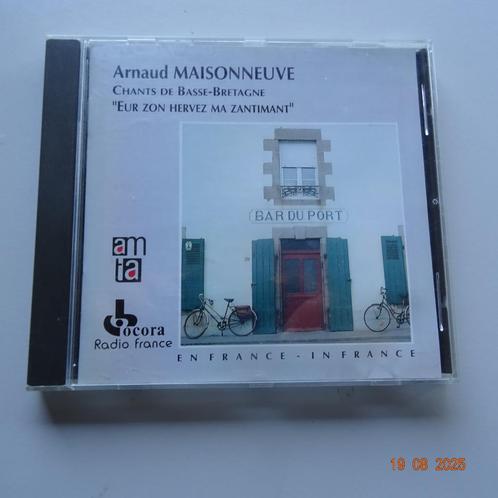 Arnaud MAISONNEUVE
CHANTS DE BASSE-BRETAGNE
"EUR ZON HERVEZ MA ZANTIMANT"
BAR DU PORT
am
ta
ocora
Radio france
EN FRANCE - IN FRANCE
19 08 2025